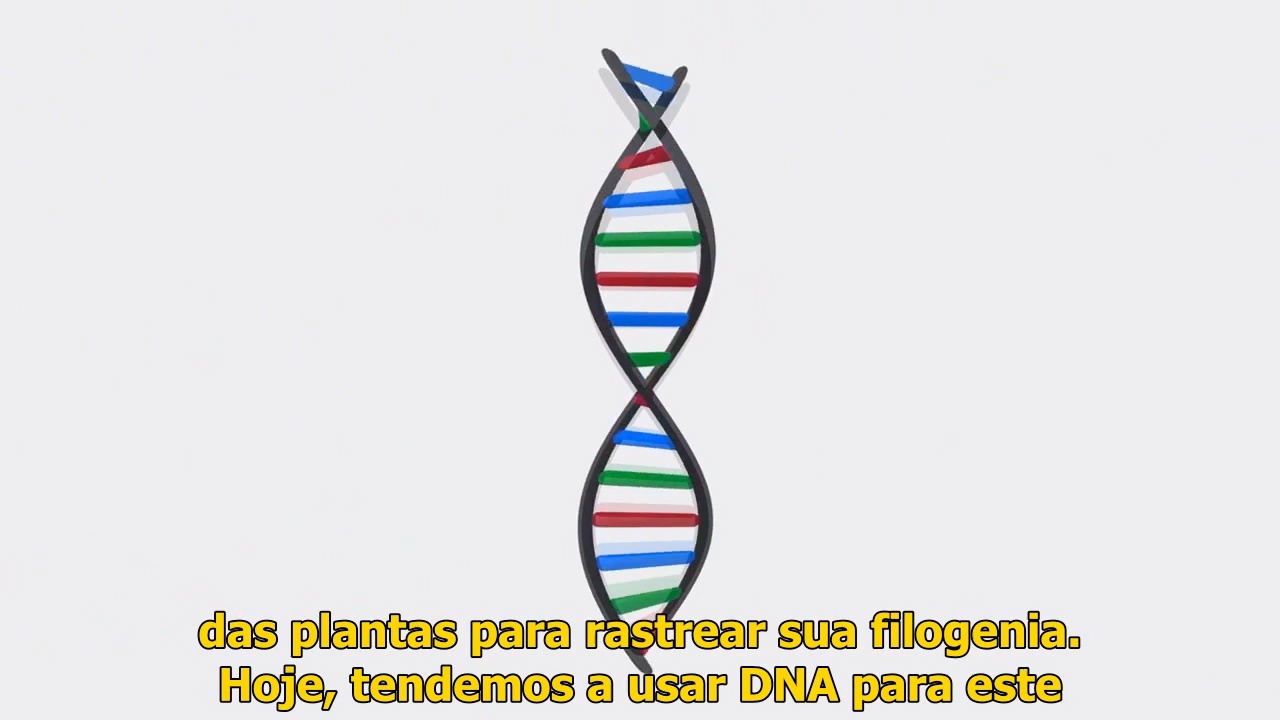 das plantas para rastrear sua filogenia.
Hoje, tendemos a usar DNA para este